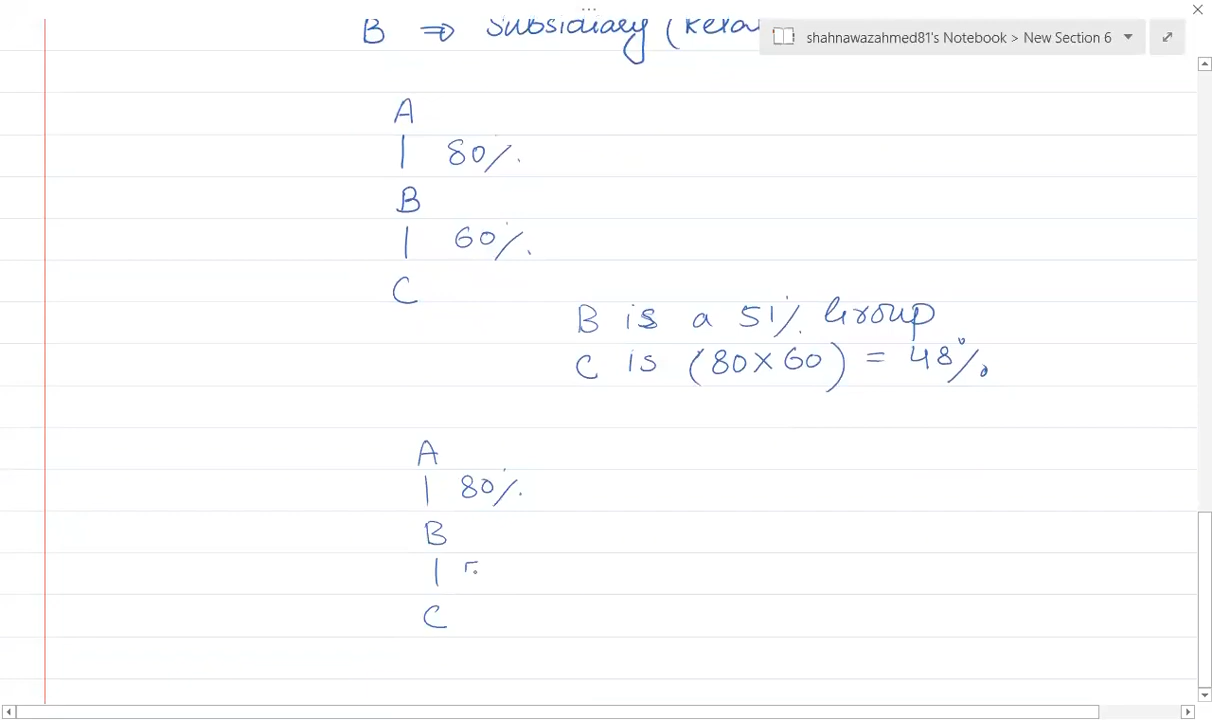 B ⇒ Subsidiary (Rela
shahnawazahmed81's Notebook > New Section 6
A
| 80%.
B
| 60%.
C
B is a 51% Group
C is (80×60) = 48%.
A
| 80%.
B
|
C